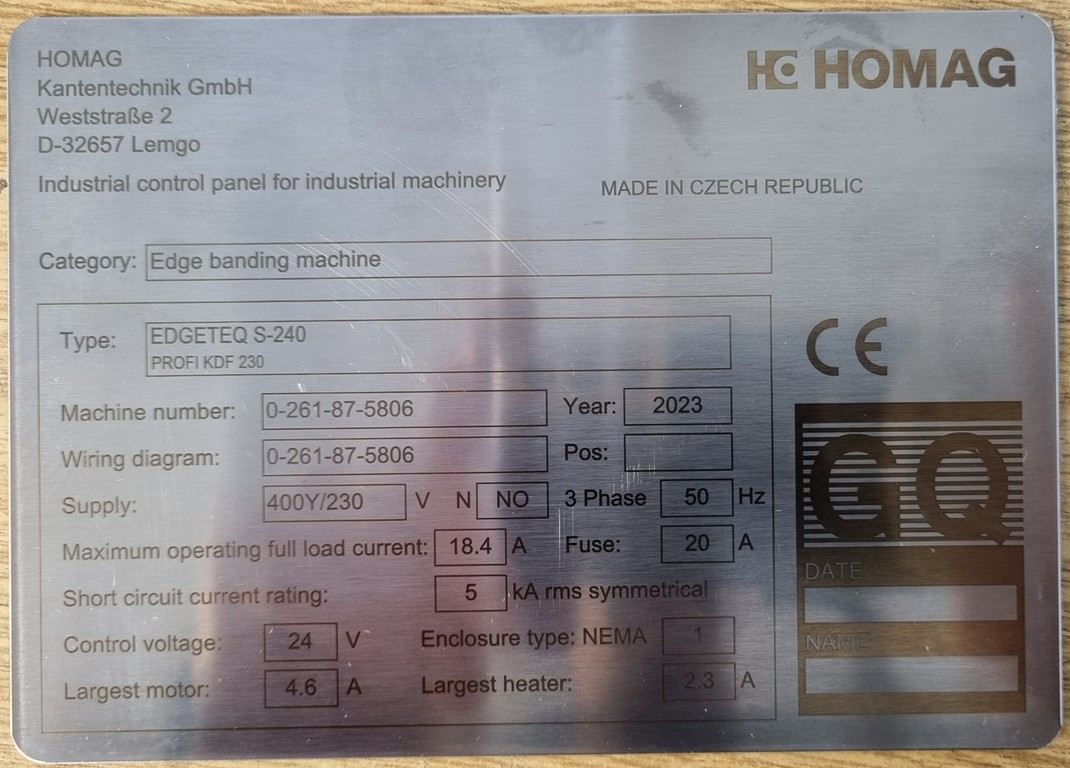 HOMAG
Kantentechnik GmbH
Weststraße 2
D-32657 Lemgo
HOMAG
Industrial control panel for industrial machinery
MADE IN CZECH REPUBLIC
Category: Edge banding machine
Type: EDGETEQ S-240
PROFI KDF 230
CE
Machine number: 0-261-87-5806 Year: 2023
Wiring diagram: 0-261-87-5806 Pos:
Supply: 400Y/230 V N NO 3 Phase 50 Hz
Maximum operating full load current: 18.4 A Fuse: 20 A
Short circuit current rating: 5 kA rms symmetrical
Control voltage: 24 V Enclosure type: NEMA 1
Largest motor: 4.6 A Largest heater: 2.3 A
GQ
DATE
NAME